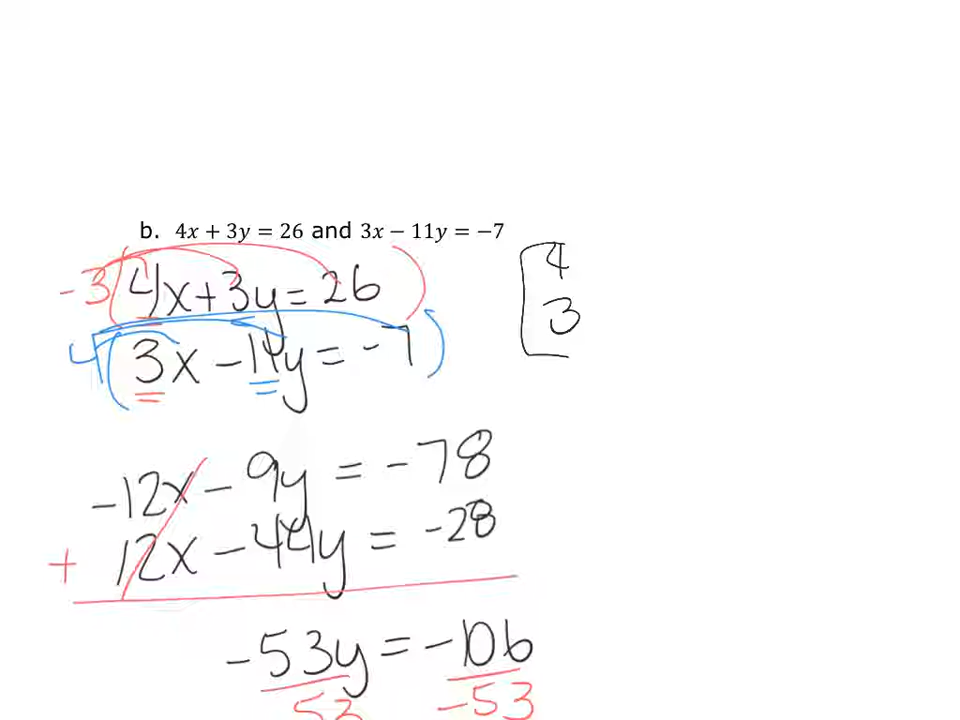 b. 4x + 3y = 26 and 3x − 11y = −7
-3(4x+3y=26)
4(3x-11y=-7)
4
3
-12x-9y=-78
+ 12x-44y=-28
-53y=-106
53 -53